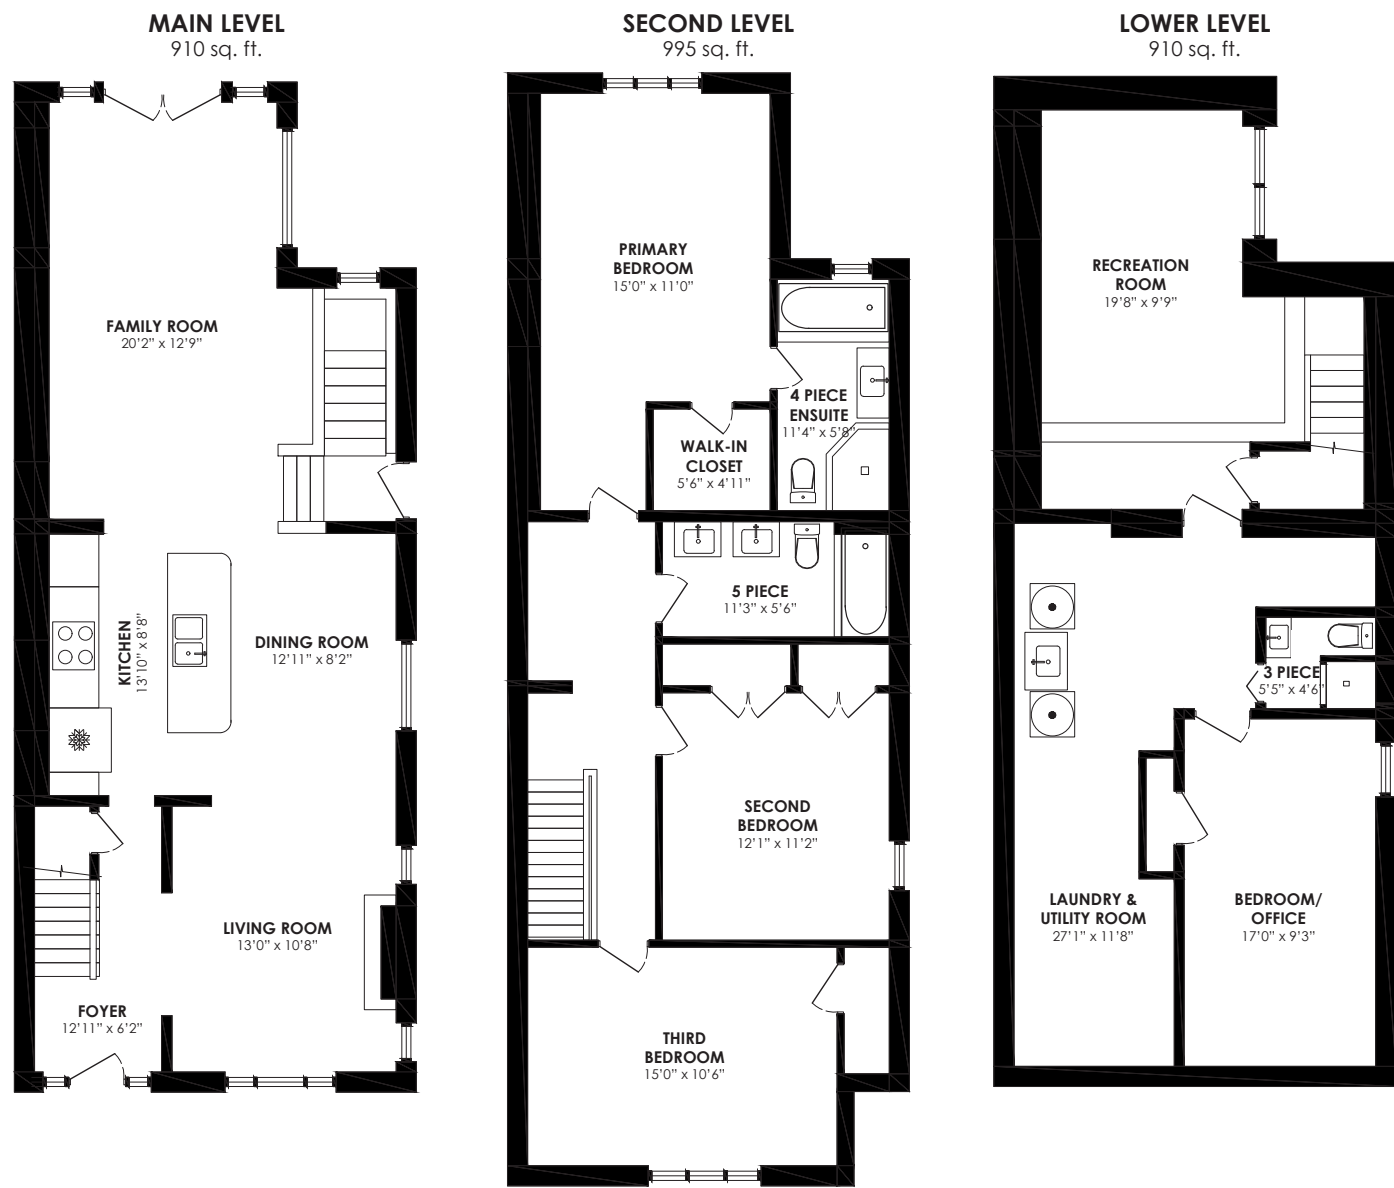 MAIN LEVEL
910 sq. ft.
FAMILY ROOM
20'2" x 12'9"
KITCHEN
13'10" x 8'8"
DINING ROOM
12'11" x 8'2"
LIVING ROOM
13'0" x 10'8"
FOYER
12'11" x 6'2"
SECOND LEVEL
995 sq. ft.
PRIMARY
BEDROOM
15'0" x 11'0"
4 PIECE
ENSUITE
11'4" x 5'8"
WALK-IN
CLOSET
5'6" x 4'11"
5 PIECE
11'3" x 5'6"
SECOND
BEDROOM
12'1" x 11'2"
THIRD
BEDROOM
15'0" x 10'6"
LOWER LEVEL
910 sq. ft.
RECREATION
ROOM
19'8" x 9'9"
3 PIECE
5'5" x 4'6"
LAUNDRY &
UTILITY ROOM
27'1" x 11'8"
BEDROOM/
OFFICE
17'0" x 9'3"